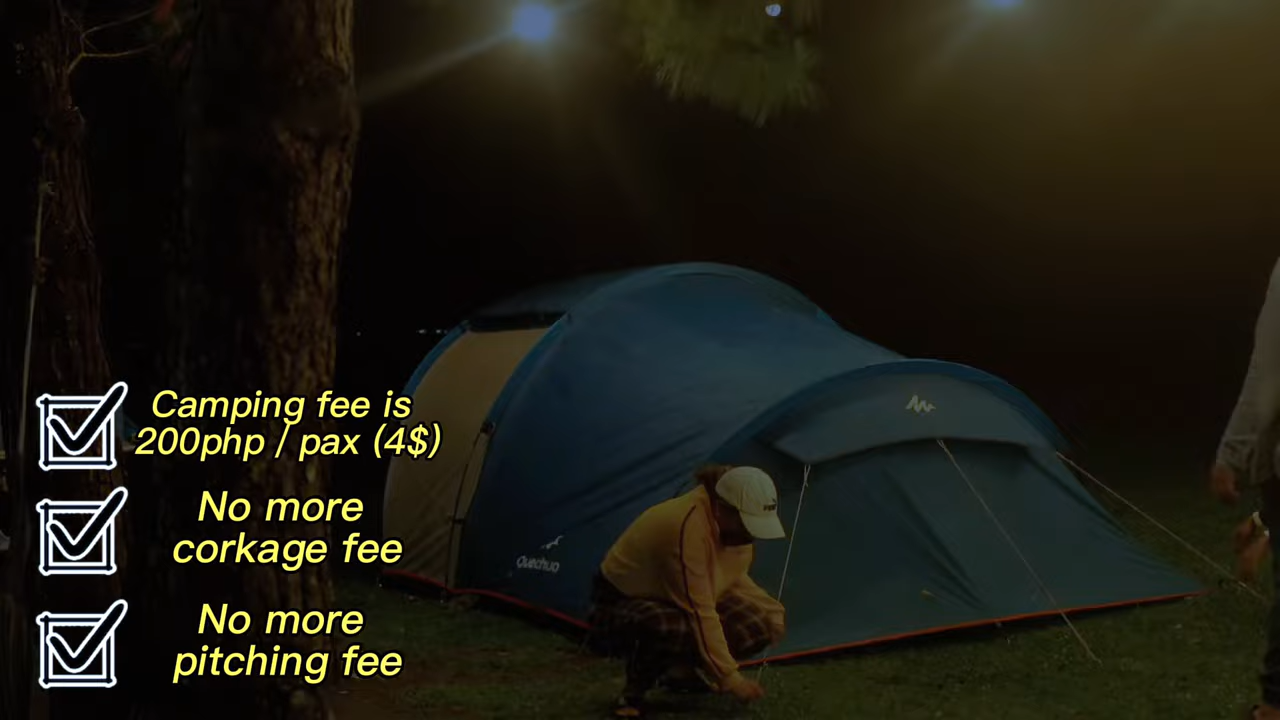 Camping fee is
200php / pax (4$)
No more
corkage fee
No more
pitching fee
Quechua